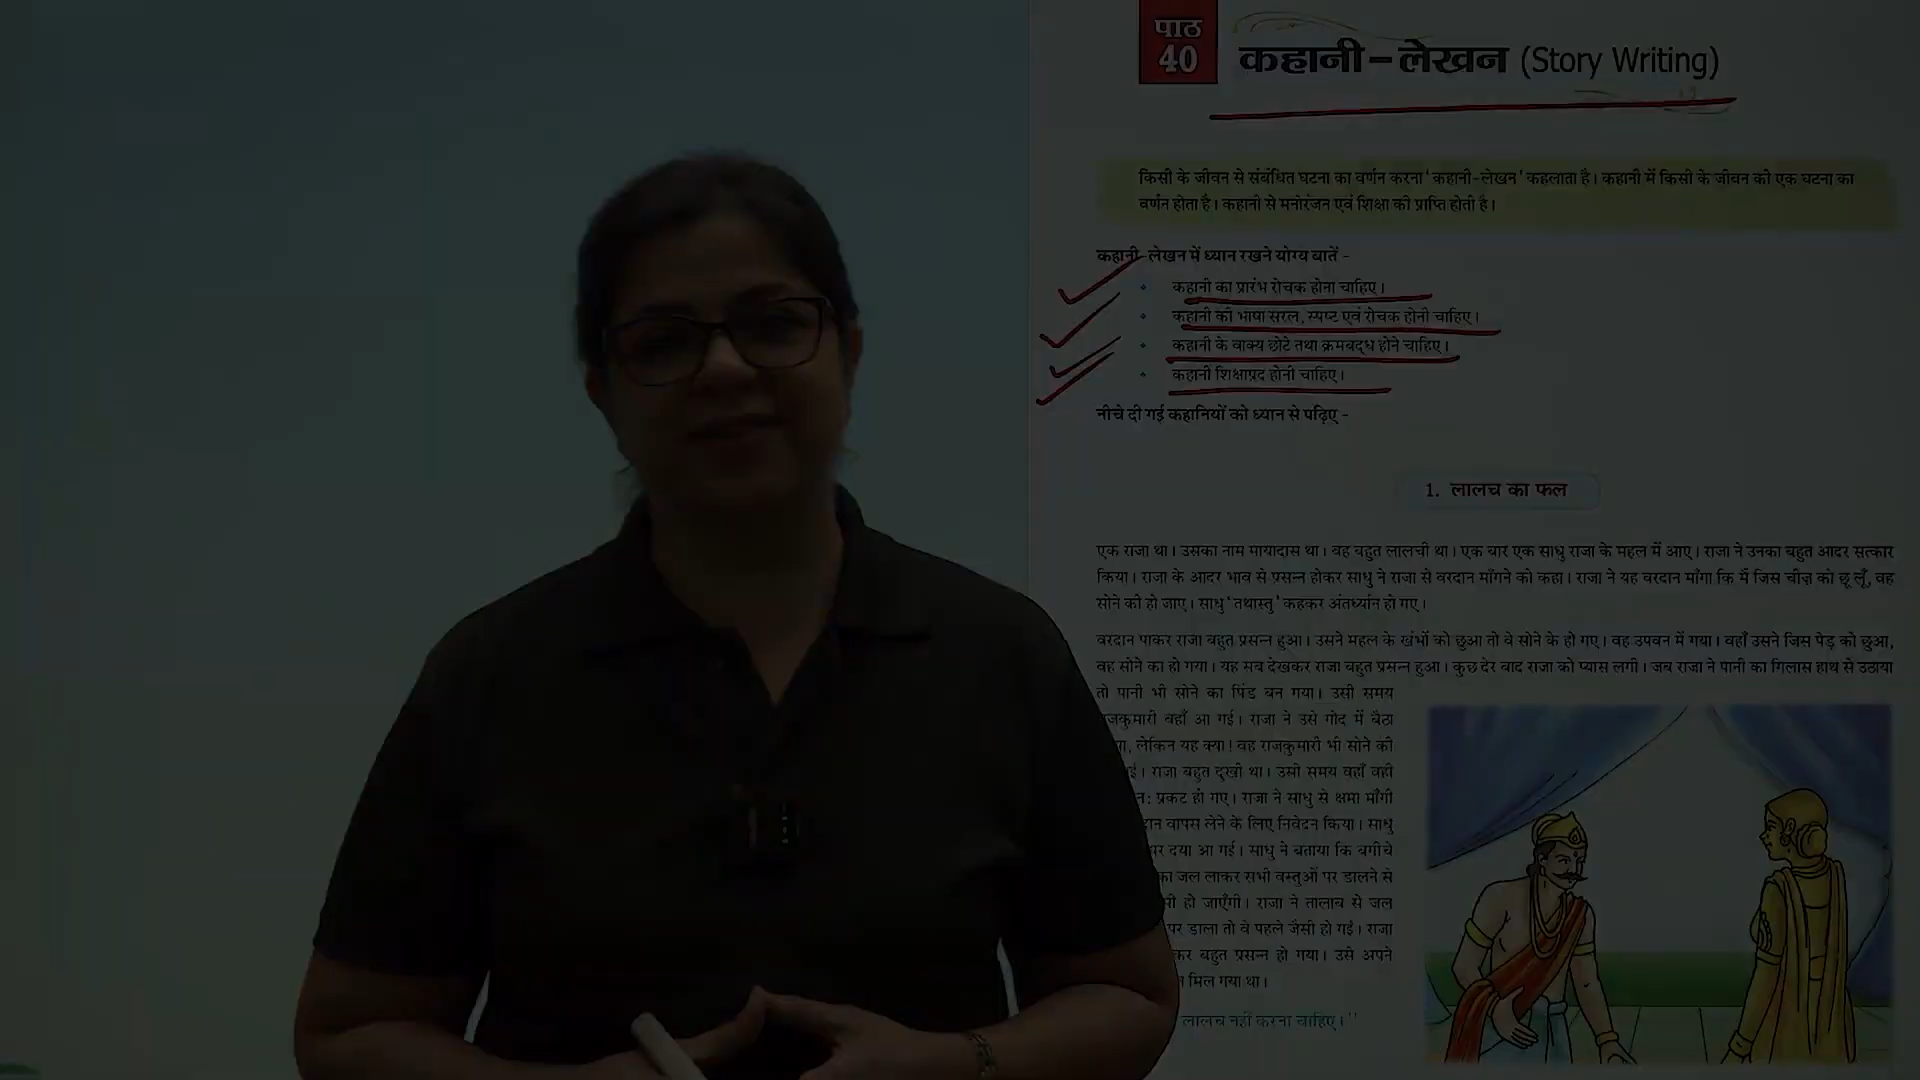 पाठ
40
कहानी–लेखन (Story Writing)
किसी के जीवन से संबंधित घटना का वर्णन करना 'कहानी-लेखन' कहलाता है। कहानी में किसी के जीवन की एक घटना का
वर्णन होता है। कहानी से मनोरंजन एवं शिक्षा की प्राप्ति होती है।
कहानी-लेखन में ध्यान रखने योग्य बातें -
कहानी का प्रारंभ रोचक होना चाहिए।
कहानी की भाषा सरल, स्पष्ट एवं रोचक होनी चाहिए।
कहानी के वाक्य छोटे तथा क्रमबद्ध होने चाहिए।
कहानी शिक्षाप्रद होनी चाहिए।
नीचे दी गई कहानियों को ध्यान से पढ़िए -
1. लालच का फल
एक राजा था। उसका नाम मायादास था। वह बहुत लालची था। एक बार एक साधु राजा के महल में आए। राजा ने उनका बहुत आदर सत्कार
किया। राजा के आदर भाव से प्रसन्न होकर साधु ने राजा से वरदान माँगने को कहा। राजा ने यह वरदान माँगा कि मैं जिस चीज़ को छू लूँ, वह
सोने की हो जाए। साधु 'तथास्तु' कहकर अंतर्ध्यान हो गए।
वरदान पाकर राजा बहुत प्रसन्न हुआ। उसने महल के खंभों को छुआ तो वे सोने के हो गए। वह उपवन में गया। वहाँ उसने जिस पेड़ को छुआ,
वह सोने का हो गया। यह सब देखकर राजा बहुत प्रसन्न हुआ। कुछ देर बाद राजा को प्यास लगी। जब राजा ने पानी का गिलास हाथ से उठाया
तो पानी भी सोने का पिंड बन गया। उसी समय
वहाँ आ गई। राजा ने उसे गोद में बैठा
लेकिन यह क्या! वह राजकुमारी भी सोने की
राजा बहुत दुखी था। उसी समय वहाँ वही
प्रकट हो गए। राजा ने साधु से क्षमा माँगी
वापस लेने के लिए निवेदन किया। साधु
पर दया आ गई। साधु ने बताया कि बगीचे
का जल लाकर सभी वस्तुओं पर डालने से
हो जाएँगी। राजा ने तालाब से जल
पर डाला तो वे पहले जैसी हो गईं। राजा
बहुत प्रसन्न हो गया। उसे अपने
मिल गया था।
लालच नहीं करना चाहिए।''